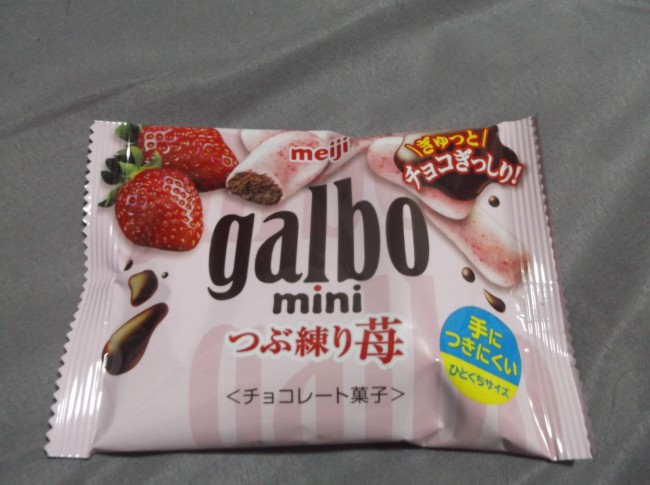 meiji
ぎゅっと
チョコぎっしり!
galbo
mini
つぶ練り苺
<チョコレート菓子>
手に
つきにくい
ひとくちサイズ